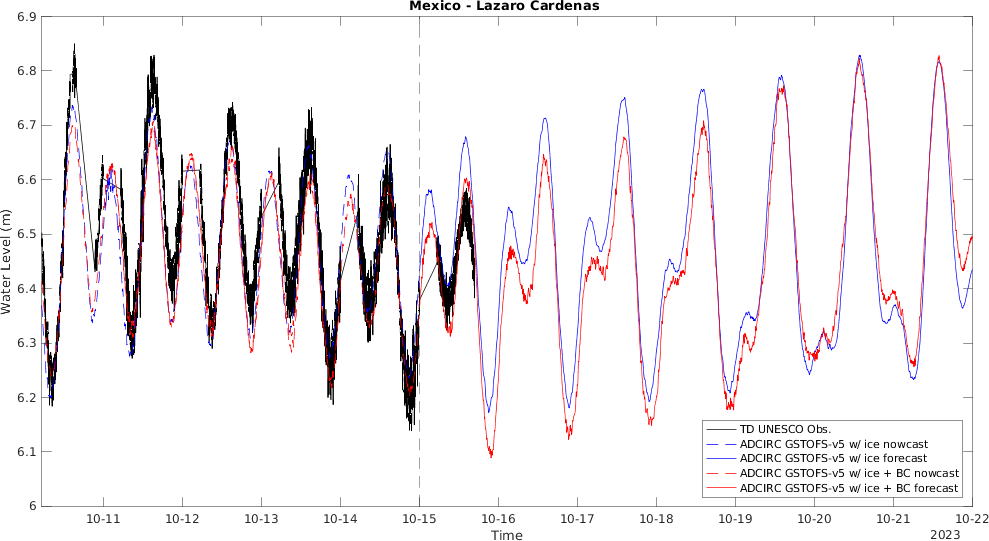 Mexico - Lazaro Cardenas
6.9
6.8
6.7
6.6
6.5
6.4
6.3
6.2
6.1
6
Water Level (m)
TD UNESCO Obs.
ADCIRC GSTOFS-v5 w/ ice nowcast
ADCIRC GSTOFS-v5 w/ ice forecast
ADCIRC GSTOFS-v5 w/ ice + BC nowcast
ADCIRC GSTOFS-v5 w/ ice + BC forecast
10-11 10-12 10-13 10-14 10-15 10-16 10-17 10-18 10-19 10-20 10-21 10-22
Time
2023